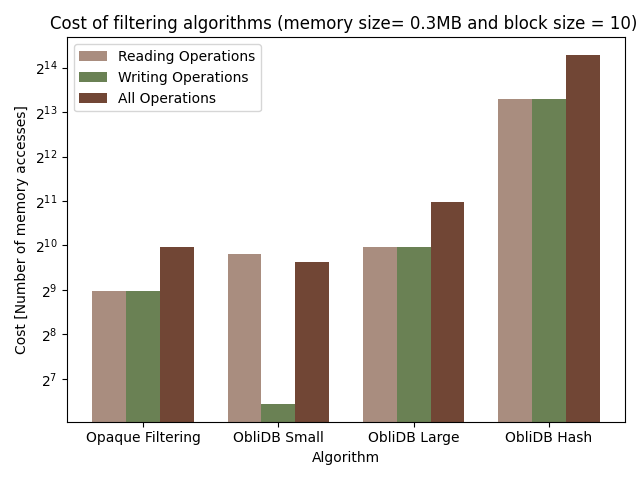 Cost of filtering algorithms (memory size= 0.3MB and block size = 10)
Reading Operations
Writing Operations
All Operations
Cost [Number of memory accesses]
2^14
2^13
2^12
2^11
2^10
2^9
2^8
2^7
Opaque Filtering ObliDB Small ObliDB Large ObliDB Hash
Algorithm